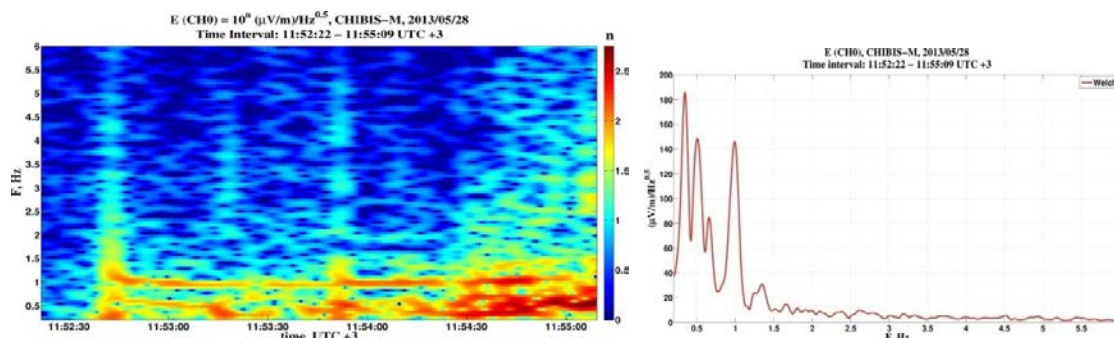 E (CH0) = 10ⁿ (μV/m)/Hz⁰·⁵, CHIBIS−M, 2013/05/28
Time Interval: 11:52:22 − 11:55:09 UTC +3
n
6
5.5
5
4.5
4
3.5
3
2.5
2
1.5
1
0.5
F, Hz
2.5
2
1.5
1
0.5
0
11:52:30 11:53:00 11:53:30 11:54:00 11:54:30 11:55:00
time, UTC +3
E (CH0), CHIBIS−M, 2013/05/28
Time interval: 11:52:22 − 11:55:09 UTC +3
Welch
200
180
160
140
120
100
80
60
40
20
0
(μV/m)/Hz⁰·⁵
0.5 1 1.5 2 2.5 3 3.5 4 4.5 5 5.5
F, Hz